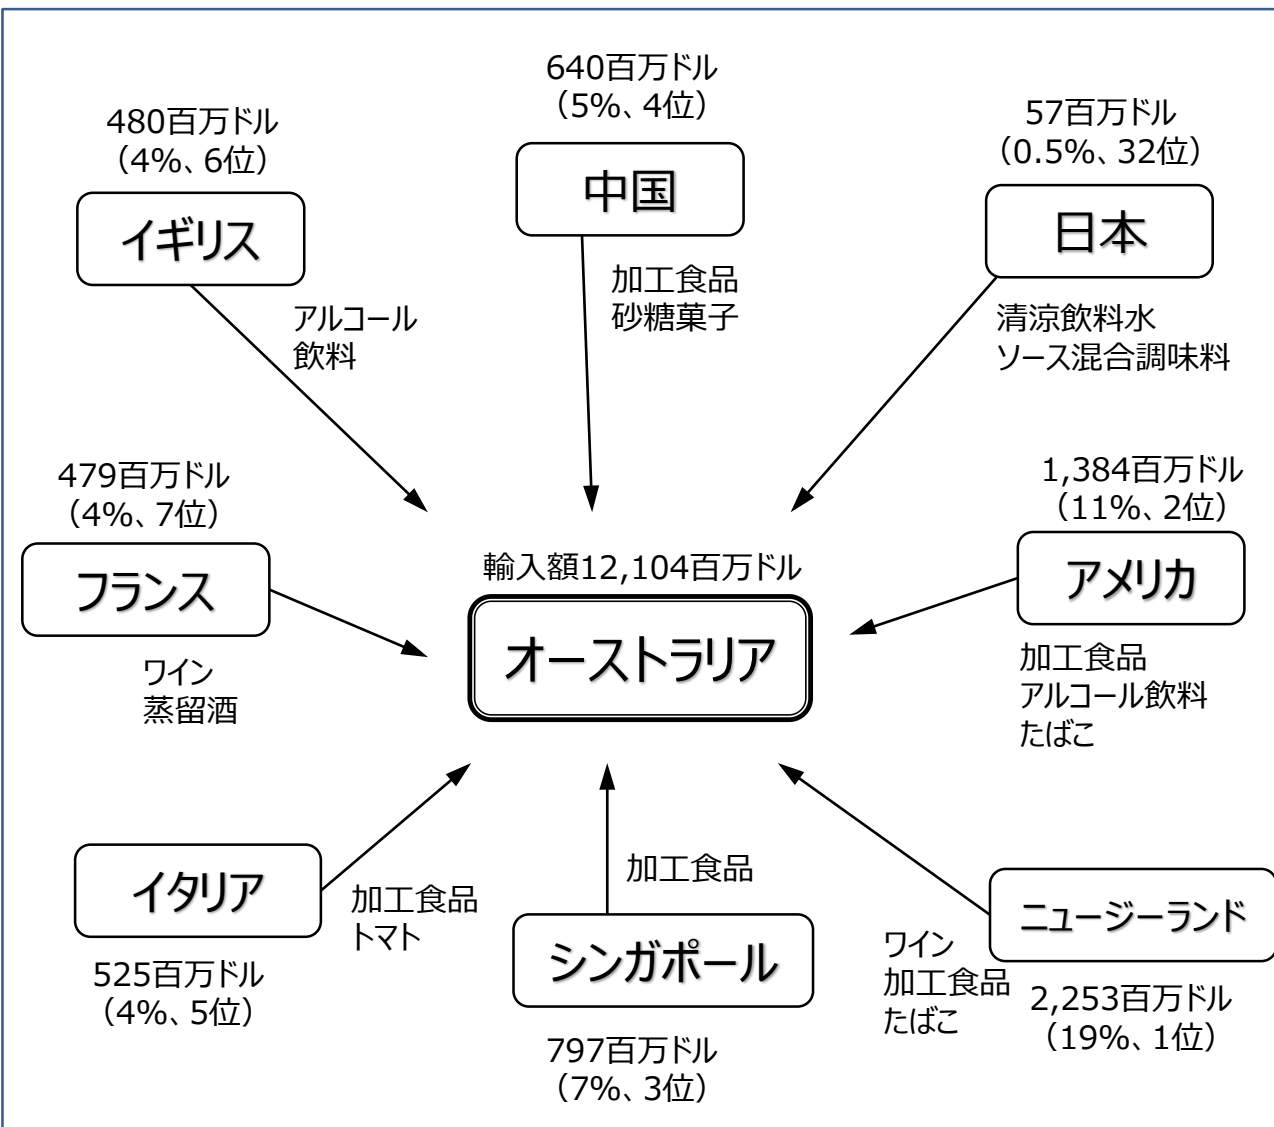 640百万ドル
（5%、4位）
中国
加工食品
砂糖菓子
480百万ドル
（4%、6位）
イギリス
アルコール
飲料
57百万ドル
（0.5%、32位）
日本
清涼飲料水
ソース混合調味料
479百万ドル
（4%、7位）
フランス
ワイン
蒸留酒
輸入額12,104百万ドル
オーストラリア
1,384百万ドル
（11%、2位）
アメリカ
加工食品
アルコール飲料
たばこ
イタリア
加工食品
トマト
525百万ドル
（4%、5位）
加工食品
シンガポール
797百万ドル
（7%、3位）
ニュージーランド
ワイン
加工食品
たばこ
2,253百万ドル
（19%、1位）